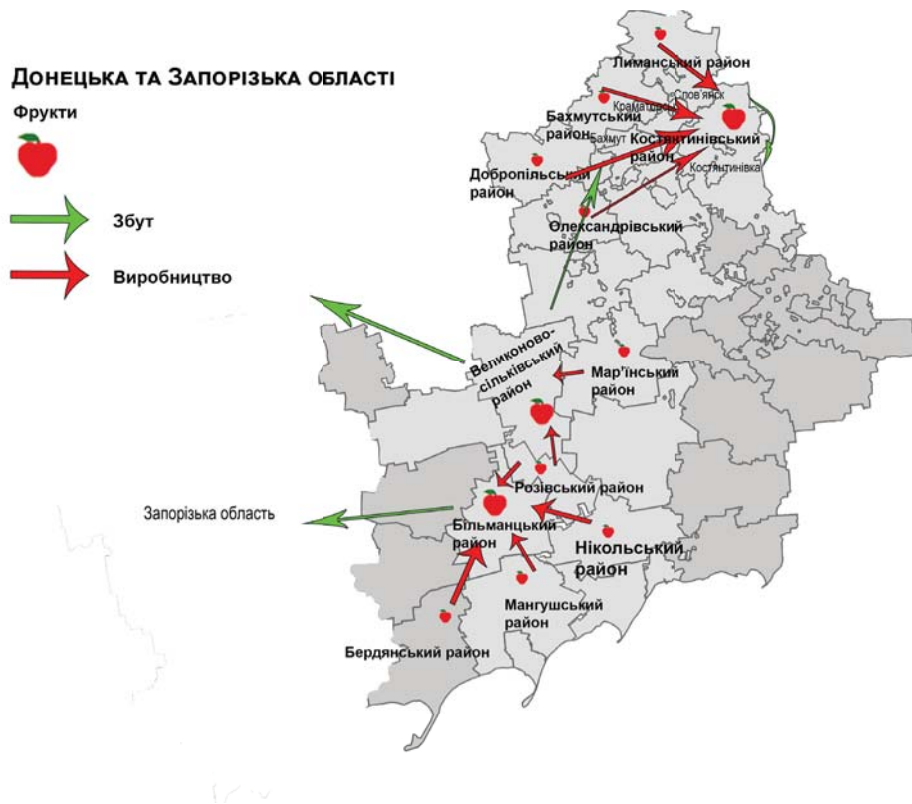 ДОНЕЦЬКА ТА ЗАПОРІЗЬКА ОБЛАСТІ
Фрукти
Збут
Виробництво
Лиманський район
Слов'янск
Краматорськ
Бахмутський
район
Бахмут
Костянтинівський
район
Костянтинівка
Добропільський
район
Олександрівський
район
Великоново-
сільківський
район
Мар'їнський
район
Розівський район
Запорізька область
Більманцький
район
Нікольський
район
Мангушський
район
Бердянський район